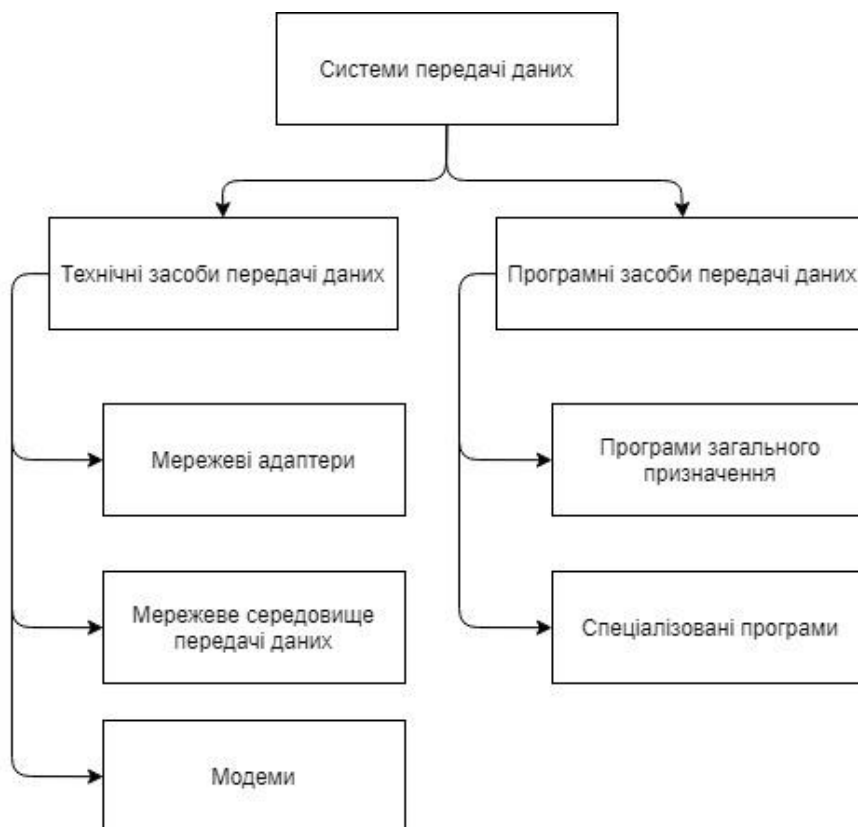 Системи передачі даних
Технічні засоби передачі даних
Програмні засоби передачі даних
Мережеві адаптери
Програми загального
призначення
Мережеве середовище
передачі даних
Спеціалізовані програми
Модеми